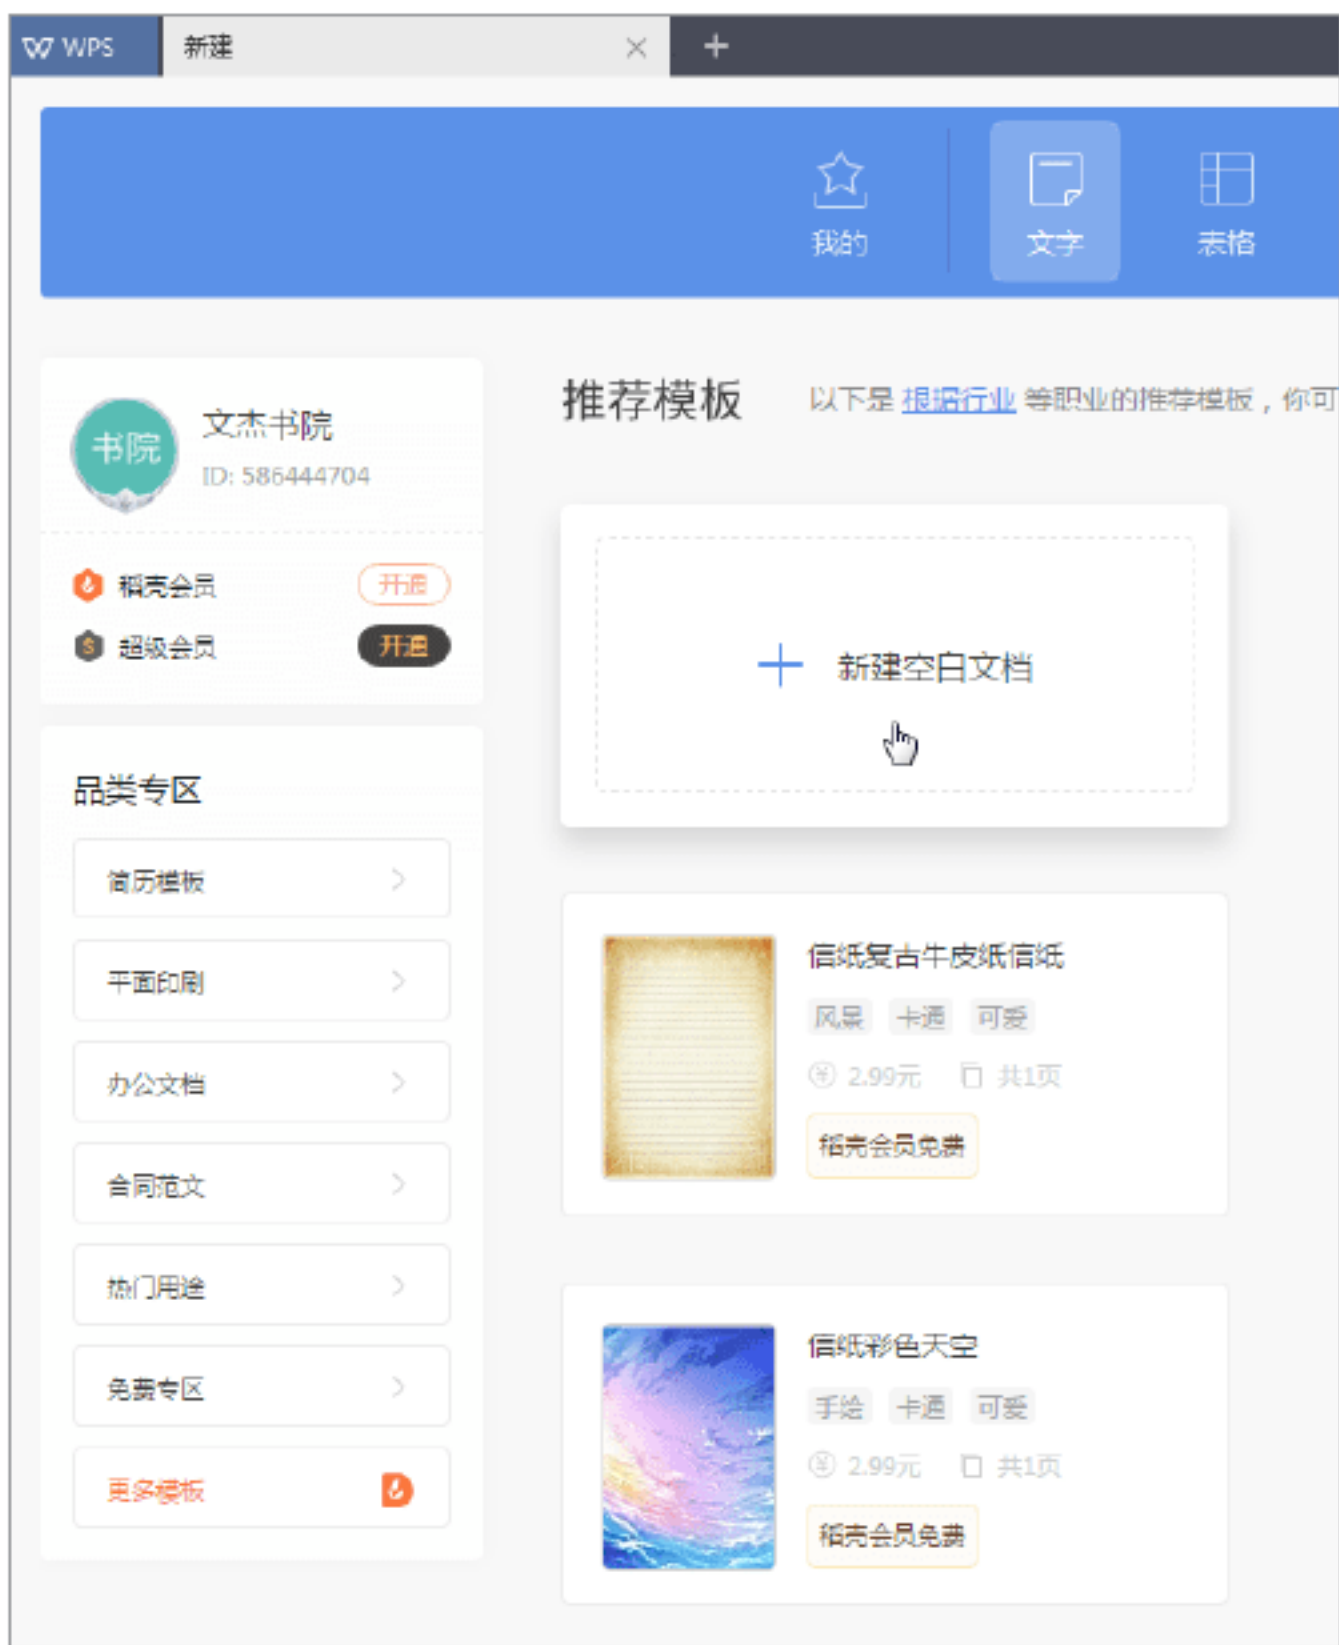 WPS 新建
我的 文字 表格
书院
文杰书院
ID: 586444704
稻壳会员 开通
超级会员 开通
品类专区
简历模板
平面印刷
办公文档
合同范文
热门用途
免费专区
更多模板
推荐模板 以下是 根据行业 等职业的推荐模板，你可
新建空白文档
信纸复古牛皮纸信纸
风景 卡通 可爱
2.99元 共1页
稻壳会员免费
信纸彩色天空
手绘 卡通 可爱
2.99元 共1页
稻壳会员免费